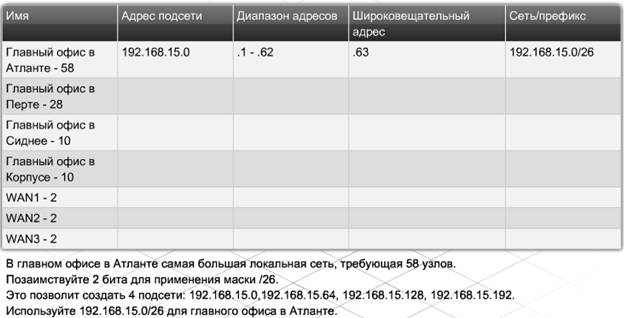 Имя Адрес подсети Диапазон адресов Широковещательный адрес Сеть/префикс
Главный офис в Атланте - 58 192.168.15.0 .1 - .62 .63 192.168.15.0/26
Главный офис в Перте - 28
Главный офис в Сиднее - 10
Главный офис в Корпусе - 10
WAN1 - 2
WAN2 - 2
WAN3 - 2
В главном офисе в Атланте самая большая локальная сеть, требующая 58 узлов.
Позаимствуйте 2 бита для применения маски /26.
Это позволит создать 4 подсети: 192.168.15.0,192.168.15.64, 192.168.15.128, 192.168.15.192.
Используйте 192.168.15.0/26 для главного офиса в Атланте.